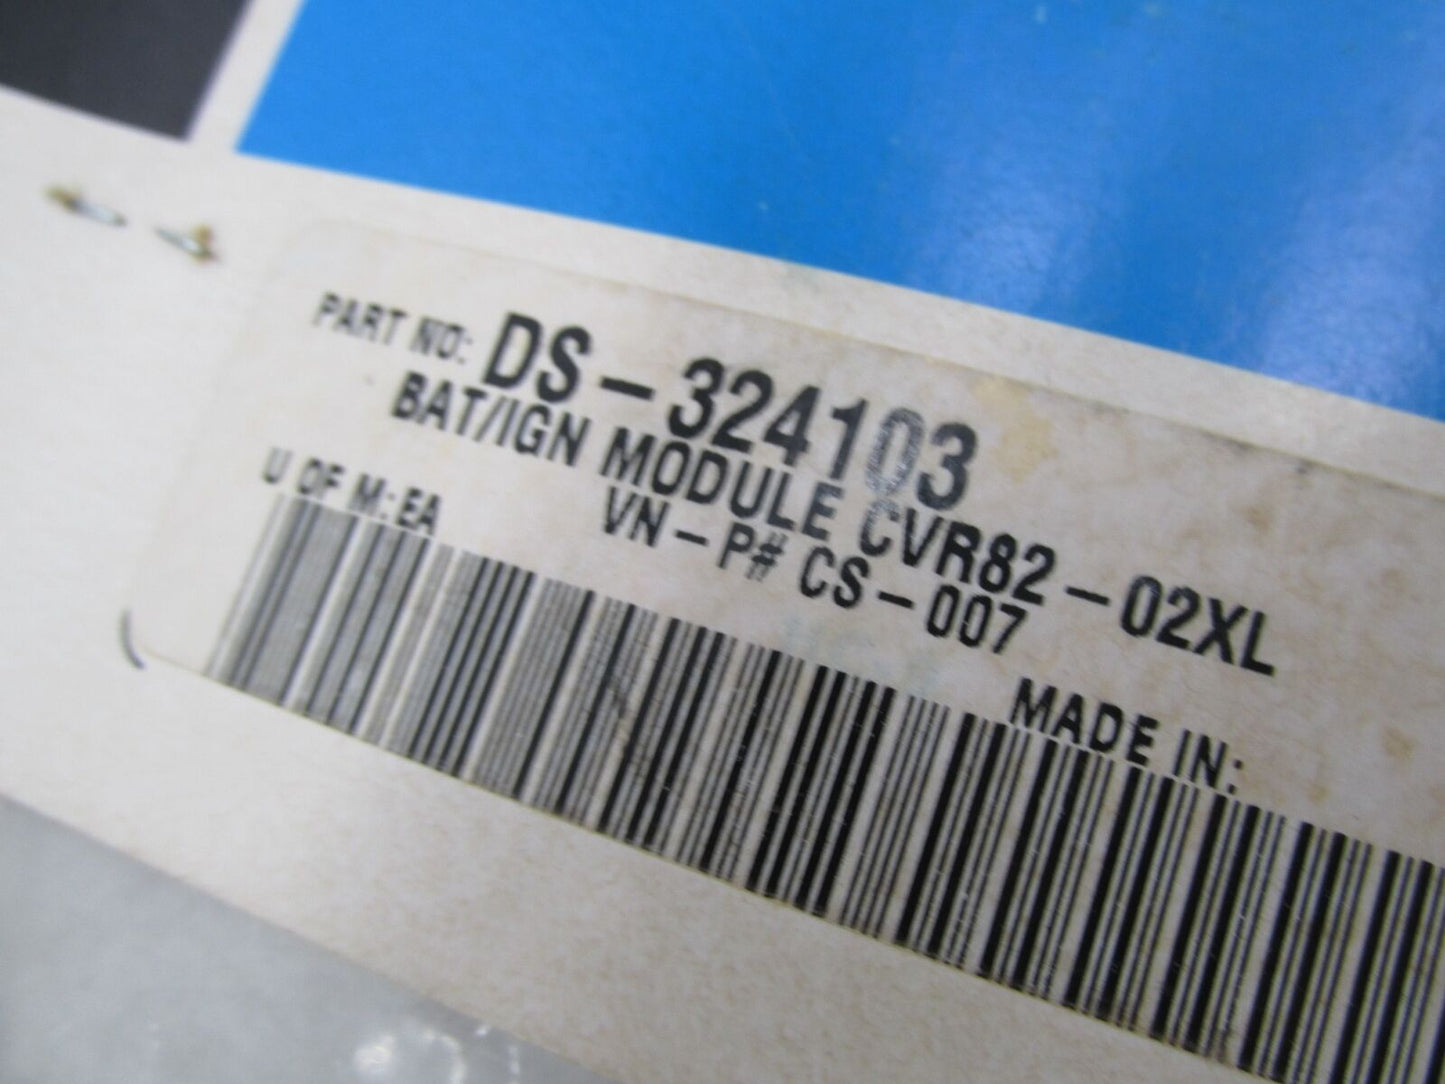 PART NO: DS-324103
BAT/IGN MODULE CVR82-02XL
VN-P# CS-007
U OF M: EA
MADE IN: